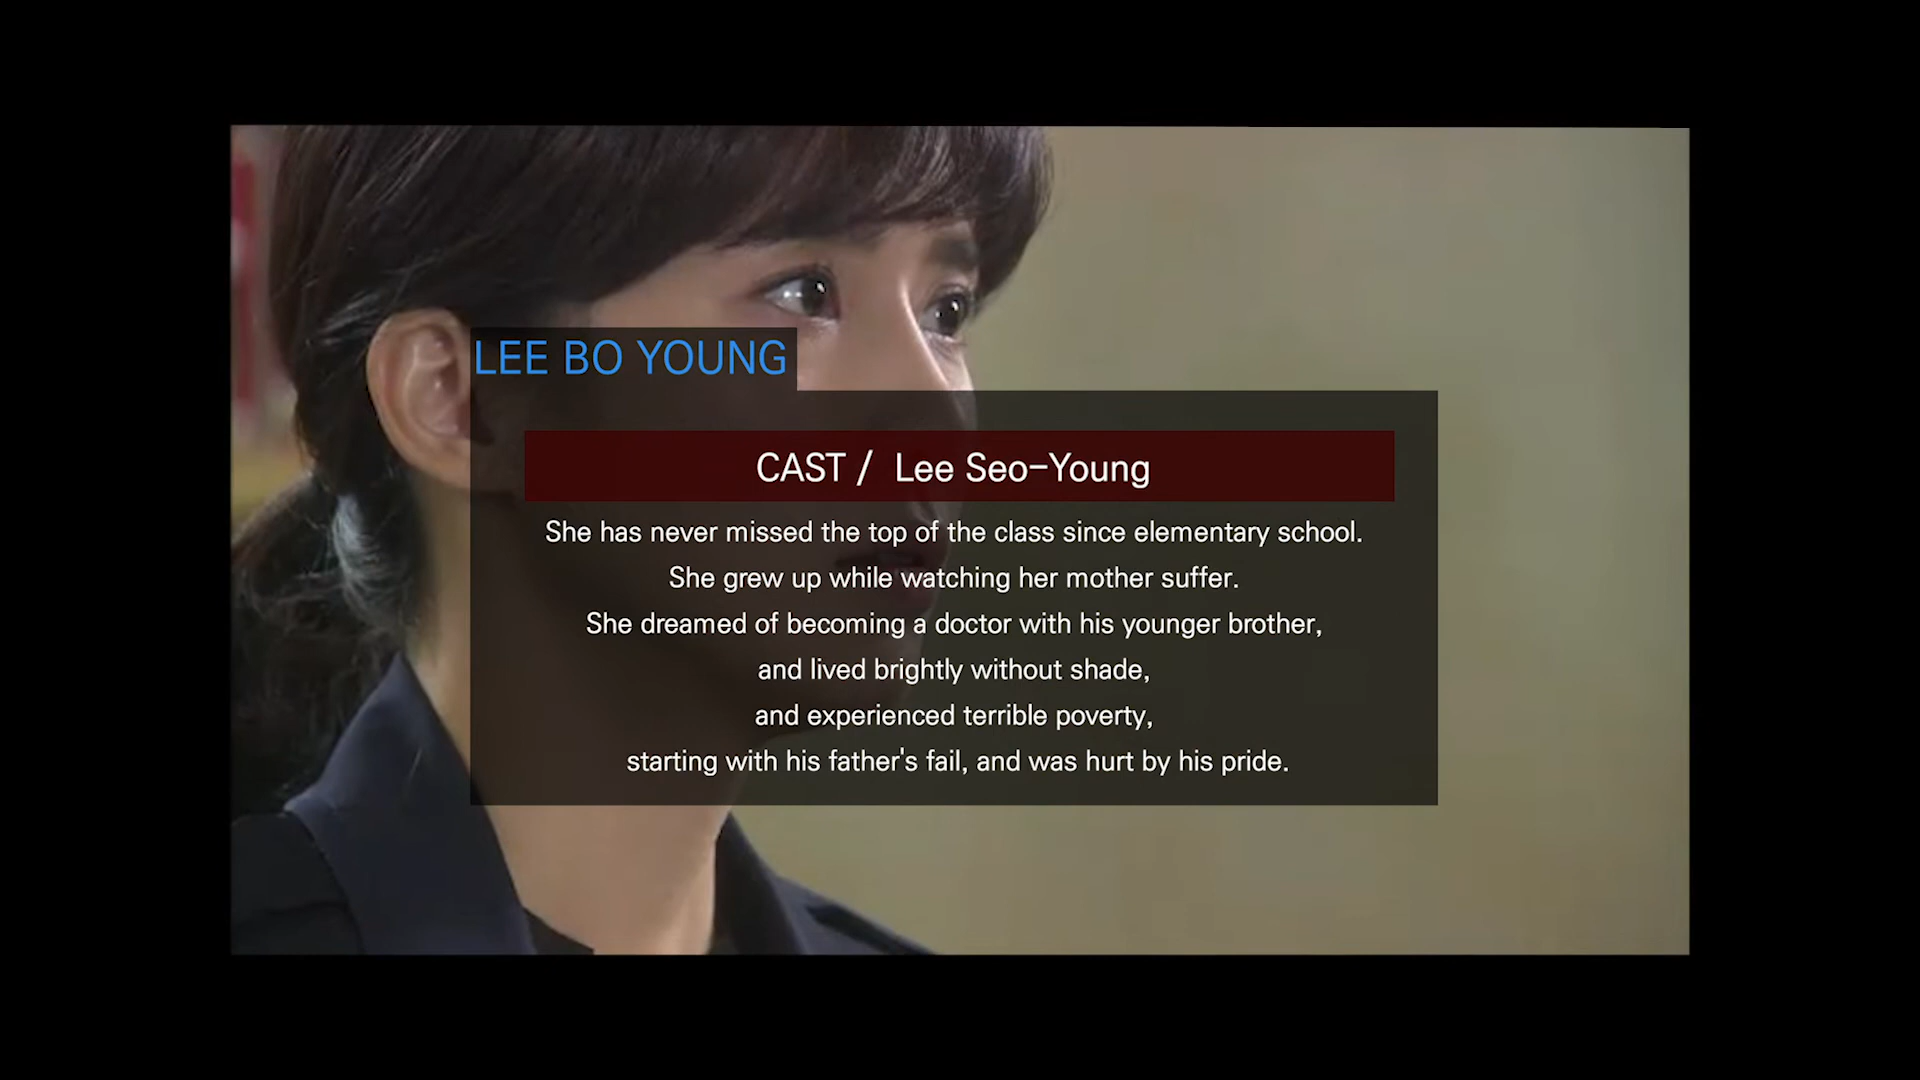 LEE BO YOUNG
CAST / Lee Seo-Young
She has never missed the top of the class since elementary school.
She grew up while watching her mother suffer.
She dreamed of becoming a doctor with his younger brother,
and lived brightly without shade,
and experienced terrible poverty,
starting with his father's fail, and was hurt by his pride.